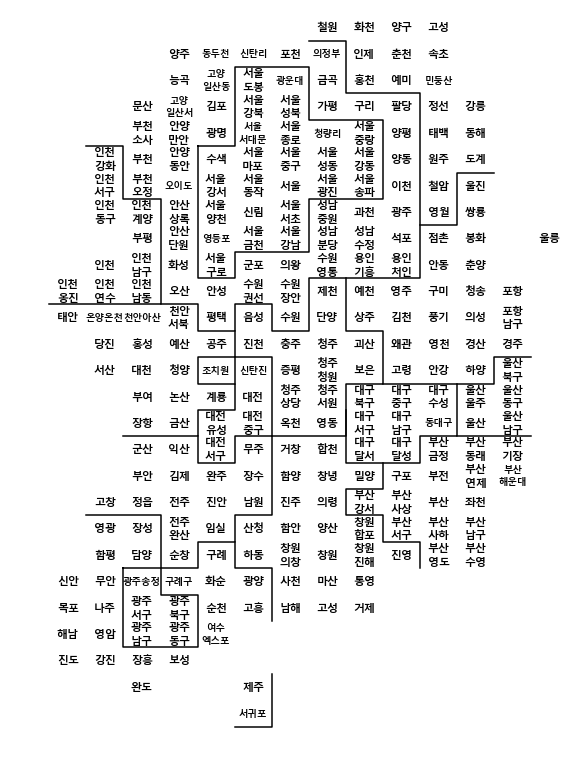 철원 화천 양구 고성
양주 동두천 신탄리 포천 의정부 인제 춘천 속초
능곡 고양 일산동 서울 도봉 광운대 금곡 홍천 예미 민둥산
문산 고양 일산서 김포 서울 강북 서울 성북 가평 구리 팔당 정선 강릉
부천 소사 안양 만안 광명 서울 서대문 서울 종로 청량리 서울 중랑 양평 태백 동해
인천 강화 부천 안양 동안 수색 서울 마포 서울 중구 서울 성동 서울 강동 양동 원주 도계
인천 서구 부천 오정 오이도 서울 강서 서울 동작 서울 서울 광진 서울 송파 이천 철암 울진
인천 동구 인천 계양 안산 상록 서울 양천 신림 서울 서초 성남 중원 과천 광주 영월 쌍룡
부평 안산 단원 영등포 서울 금천 서울 강남 성남 분당 성남 수정 석포 점촌 봉화 울릉
인천 인천 남구 화성 서울 구로 군포 의왕 수원 영통 용인 기흥 용인 처인 안동 춘양
인천 옹진 인천 연수 인천 남동 오산 안성 수원 권선 수원 장안 제천 예천 영주 구미 청송 포항
태안 온양온천 천안아산 천안 서북 평택 음성 수원 단양 상주 김천 풍기 의성 포항 남구
당진 홍성 예산 공주 진천 충주 청주 괴산 왜관 영천 경산 경주
서산 대천 청양 조치원 신탄진 증평 청주 청원 보은 고령 안강 하양 울산 북구
부여 논산 계룡 대전 청주 상당 청주 서원 대구 북구 대구 중구 대구 수성 울산 울주 울산 동구
장항 금산 대전 유성 대전 중구 옥천 영동 대구 서구 대구 남구 동대구 울산 울산 남구
군산 익산 대전 서구 무주 거창 합천 대구 달서 대구 달성 부산 금정 부산 동래 부산 기장
부안 김제 완주 장수 함양 창녕 밀양 구포 부전 부산 연제 부산 해운대
고창 정읍 전주 진안 남원 진주 의령 부산 강서 부산 사상 부산 좌천
영광 장성 전주 완산 임실 산청 함안 양산 창원 합포 부산 서구 부산 사하 부산 남구
함평 담양 순창 구례 하동 창원 의창 창원 창원 진해 진영 부산 영도 부산 수영
신안 무안 광주송정 구례구 화순 광양 사천 마산 통영
목포 나주 광주 서구 광주 북구 순천 고흥 남해 고성 거제
해남 영암 광주 남구 광주 동구 여수 엑스포
진도 강진 장흥 보성
완도 제주
서귀포